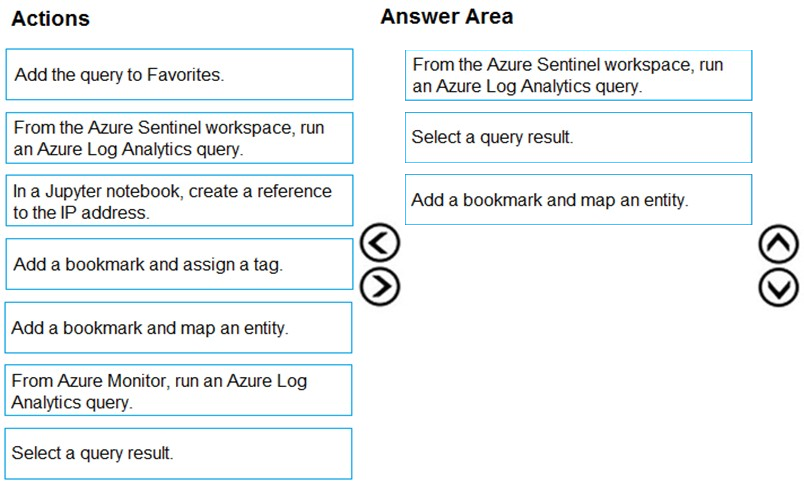 Actions
Add the query to Favorites.
From the Azure Sentinel workspace, run
an Azure Log Analytics query.
In a Jupyter notebook, create a reference
to the IP address.
Add a bookmark and assign a tag.
Add a bookmark and map an entity.
From Azure Monitor, run an Azure Log
Analytics query.
Select a query result.
Answer Area
From the Azure Sentinel workspace, run
an Azure Log Analytics query.
Select a query result.
Add a bookmark and map an entity.